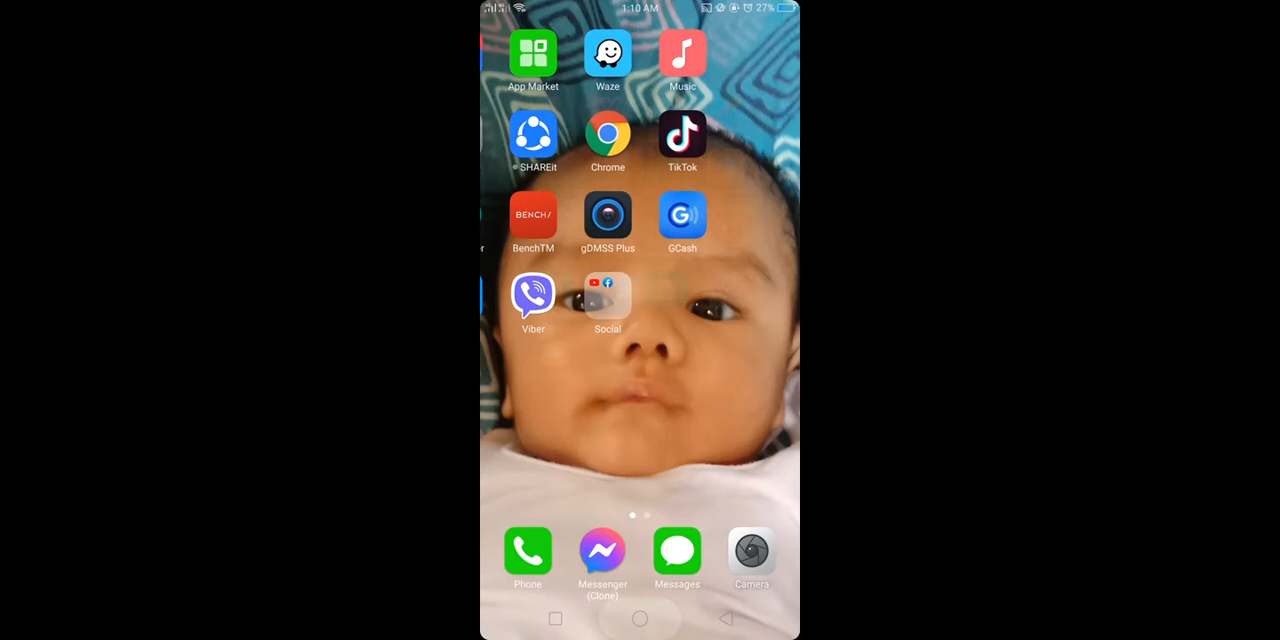 1:10 AM
27%
App Market
Waze
Music
SHAREit
Chrome
TikTok
BENCH/
G
r
BenchTM
gDMSS Plus
GCash
Viber
Social
Phone
Messenger
(Clone)
Messages
Camera